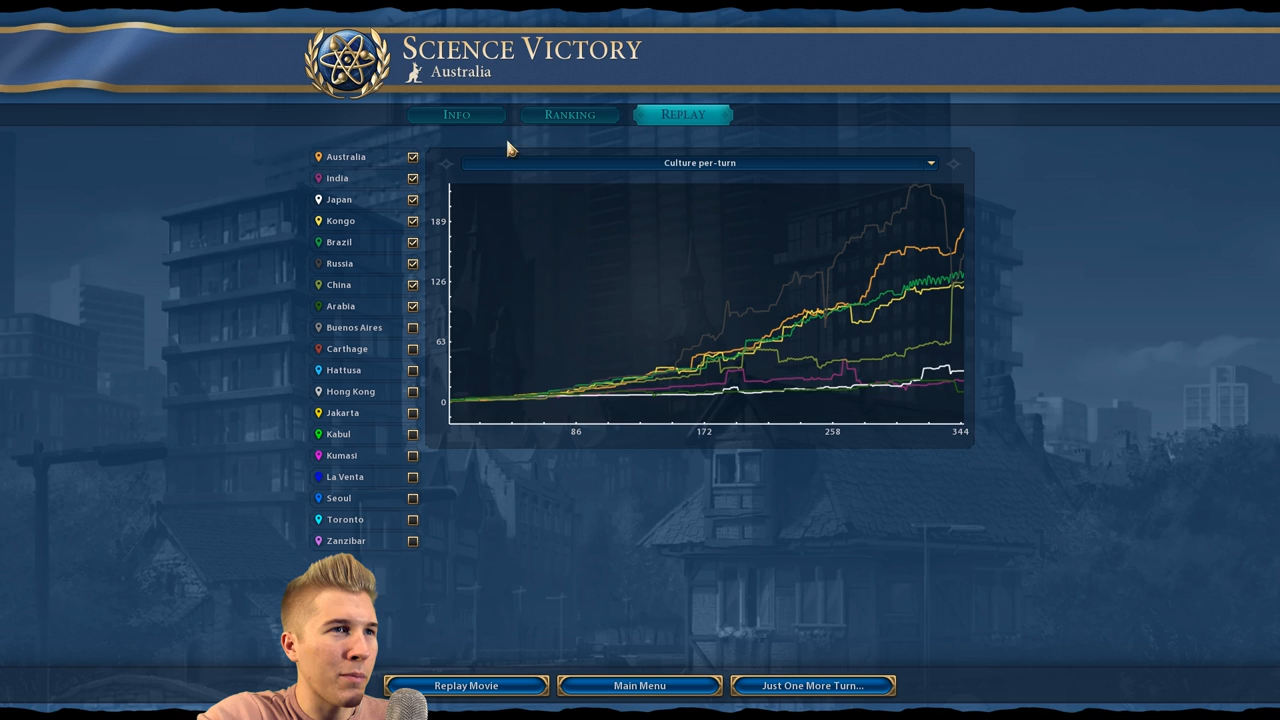 SCIENCE VICTORY
Australia
INFO
RANKING
REPLAY
Australia
India
Japan
Kongo
Brazil
Russia
China
Arabia
Buenos Aires
Carthage
Hattusa
Hong Kong
Jakarta
Kabul
Kumasi
La Venta
Seoul
Toronto
Zanzibar
Culture per-turn
189
126
63
0
86
172
258
344
Replay Movie
Main Menu
Just One More Turn...